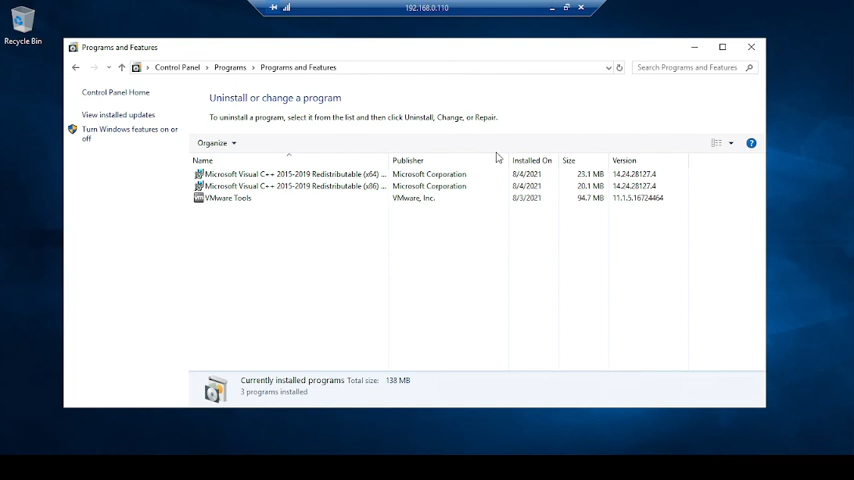 192.168.0.110
Recycle Bin
Programs and Features
Control Panel > Programs > Programs and Features
Search Programs and Features
Control Panel Home
View installed updates
Turn Windows features on or
off
Uninstall or change a program
To uninstall a program, select it from the list and then click Uninstall, Change, or Repair.
Organize
Name Publisher Installed On Size Version
Microsoft Visual C++ 2015-2019 Redistributable (x64) ... Microsoft Corporation 8/4/2021 23.1 MB 14.24.28127.4
Microsoft Visual C++ 2015-2019 Redistributable (x86) ... Microsoft Corporation 8/4/2021 20.1 MB 14.24.28127.4
VMware Tools VMware, Inc. 8/3/2021 94.7 MB 11.1.5.16724464
Currently installed programs Total size: 138 MB
3 programs installed